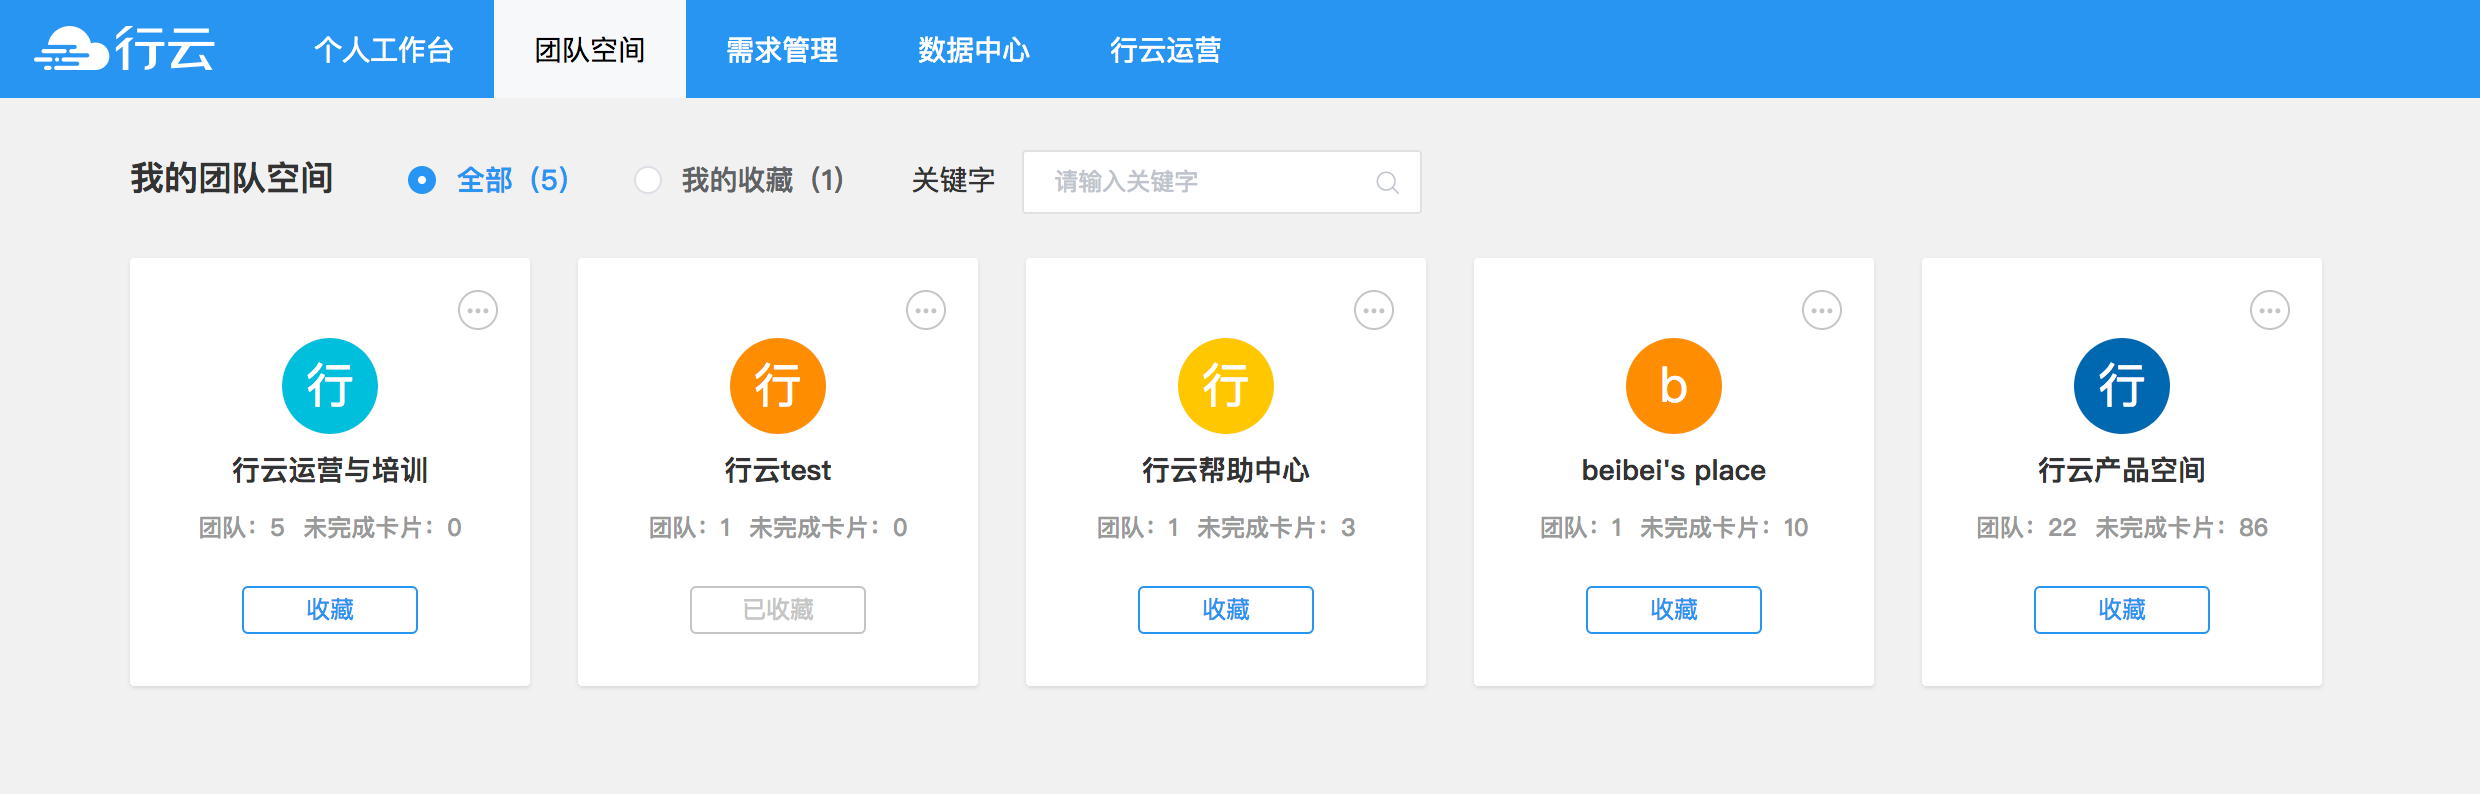 行云 个人工作台 团队空间 需求管理 数据中心 行云运营
我的团队空间 全部（5） 我的收藏（1） 关键字 请输入关键字
行 行 行 b 行
行云运营与培训 行云test 行云帮助中心 beibei's place 行云产品空间
团队：5 未完成卡片：0 团队：1 未完成卡片：0 团队：1 未完成卡片：3 团队：1 未完成卡片：10 团队：22 未完成卡片：86
收藏 已收藏 收藏 收藏 收藏